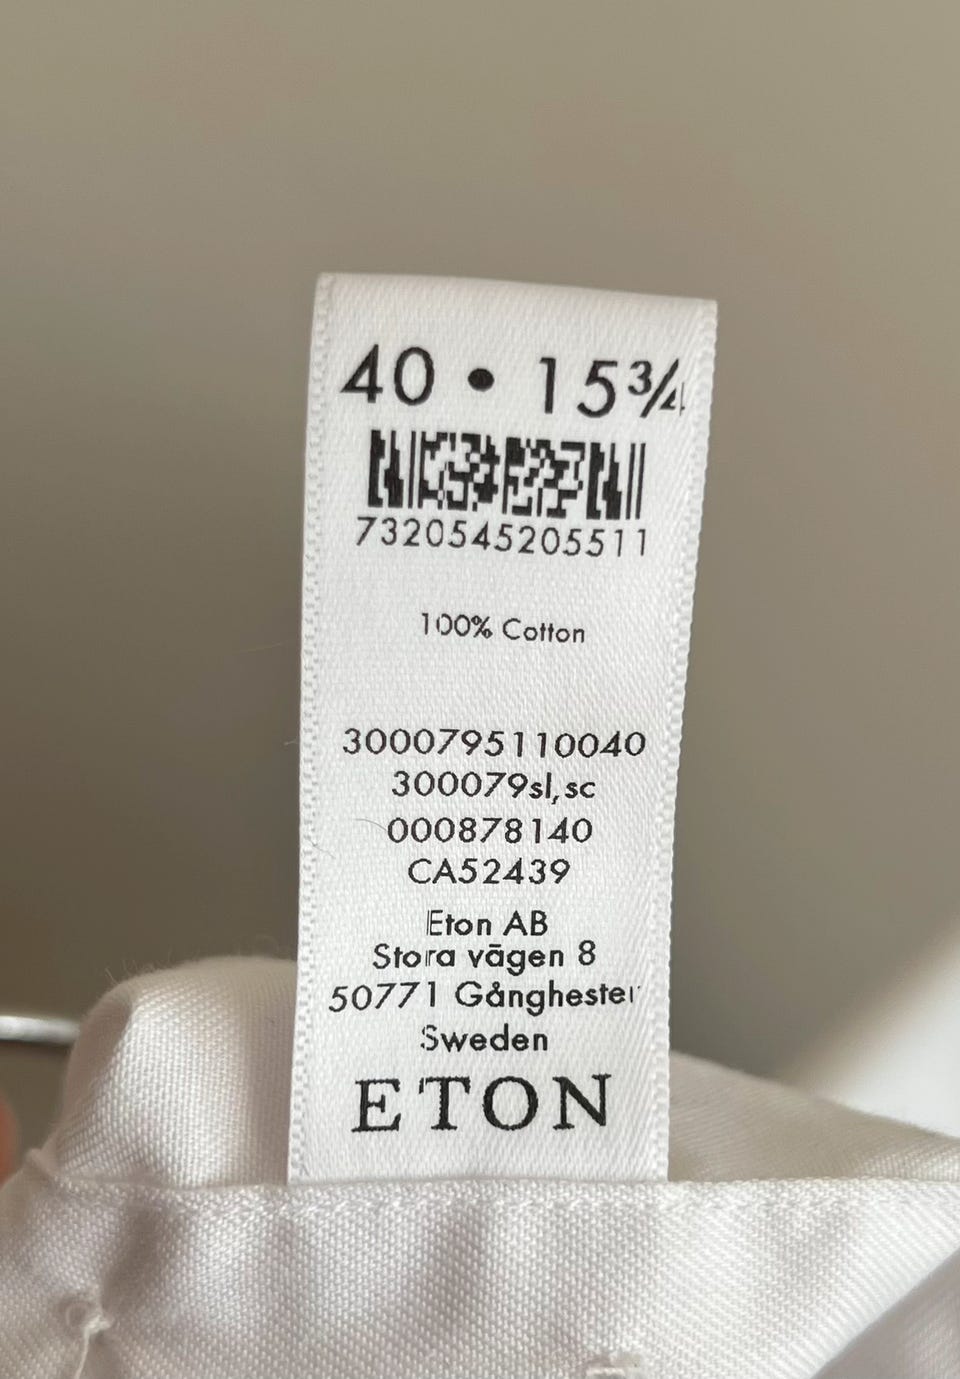 40 • 15¾
7320545205511
100% Cotton
3000795110040
300079sl,sc
000878140
CA52439
Eton AB
Stora vägen 8
50771 Gånghester
Sweden
ETON